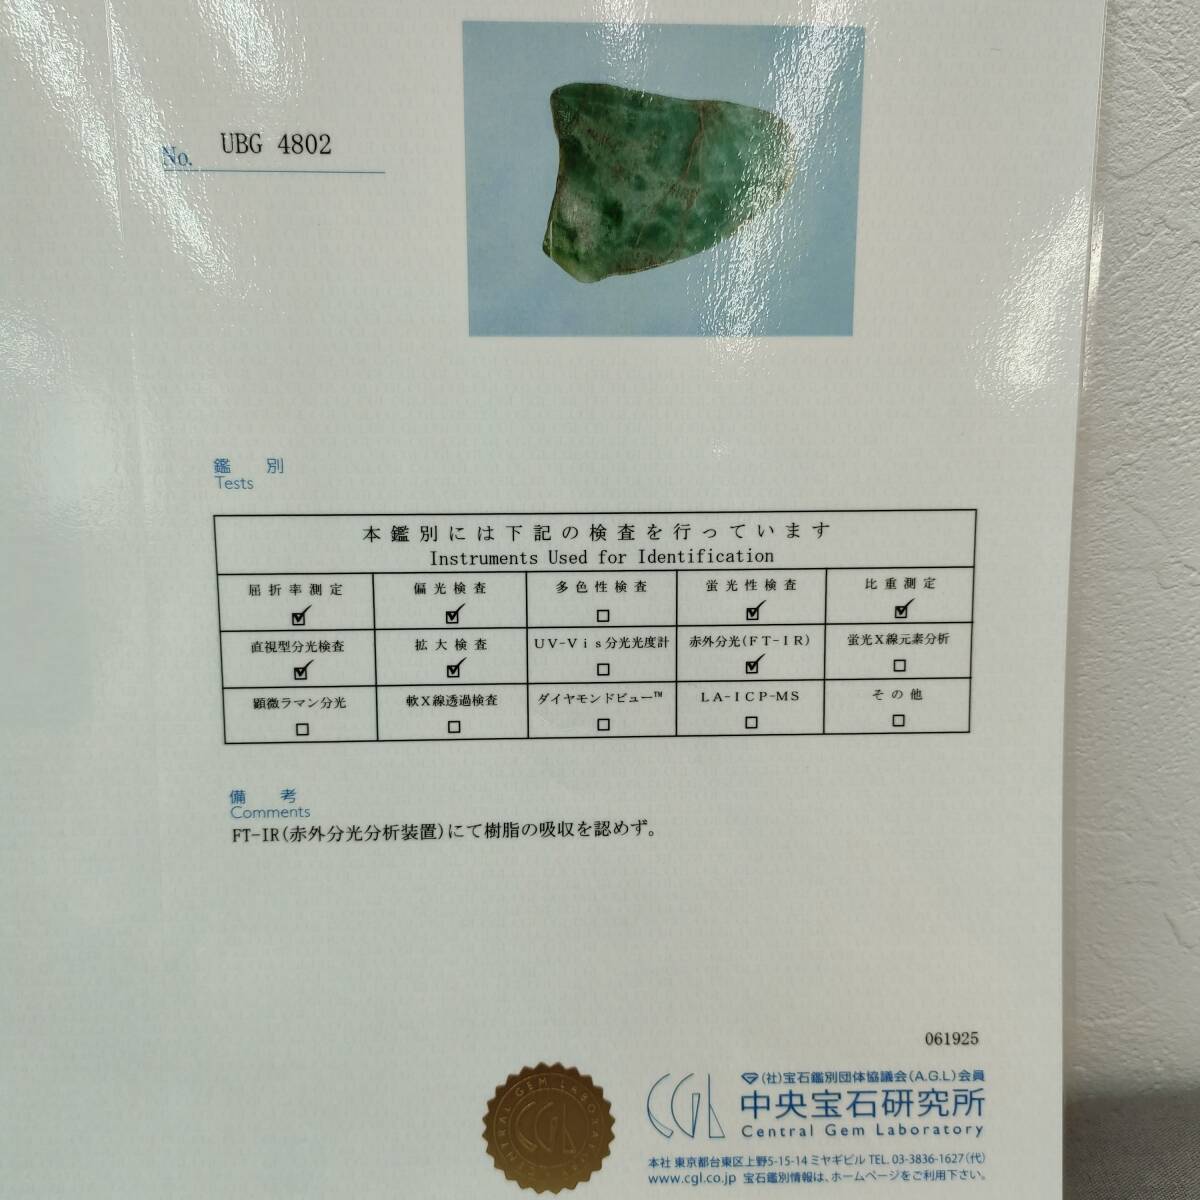 No. UBG 4802
鑑 別
Tests
本鑑別には下記の検査を行っています
Instruments Used for Identification
屈折率測定 偏光検査 多色性検査 蛍光性検査 比重測定
直視型分光検査 拡大検査 UV-Vis分光光度計 赤外分光(FT-IR) 蛍光X線元素分析
顕微ラマン分光 軟X線透過検査 ダイヤモンドビュー™ LA-ICP-MS その他
備 考
Comments
FT-IR(赤外分光分析装置)にて樹脂の吸収を認めず。
061925
(社)宝石鑑別団体協議会(A.G.L)会員
CGL 中央宝石研究所
Central Gem Laboratory
本社 東京都台東区上野5-15-14 ミヤギビル TEL. 03-3836-1627(代)
www.cgl.co.jp 宝石鑑別情報は、ホームページをご利用下さい。
CENTRAL GEM LABORATORY
CGL